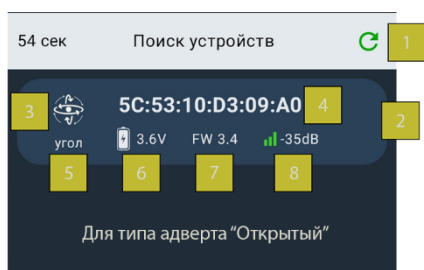 54 сек Поиск устройств 1
3 5C:53:10:D3:09:A0 4 2
угол 3.6V FW 3.4 -35dB
5 6 7 8
Для типа адверта “Открытый”